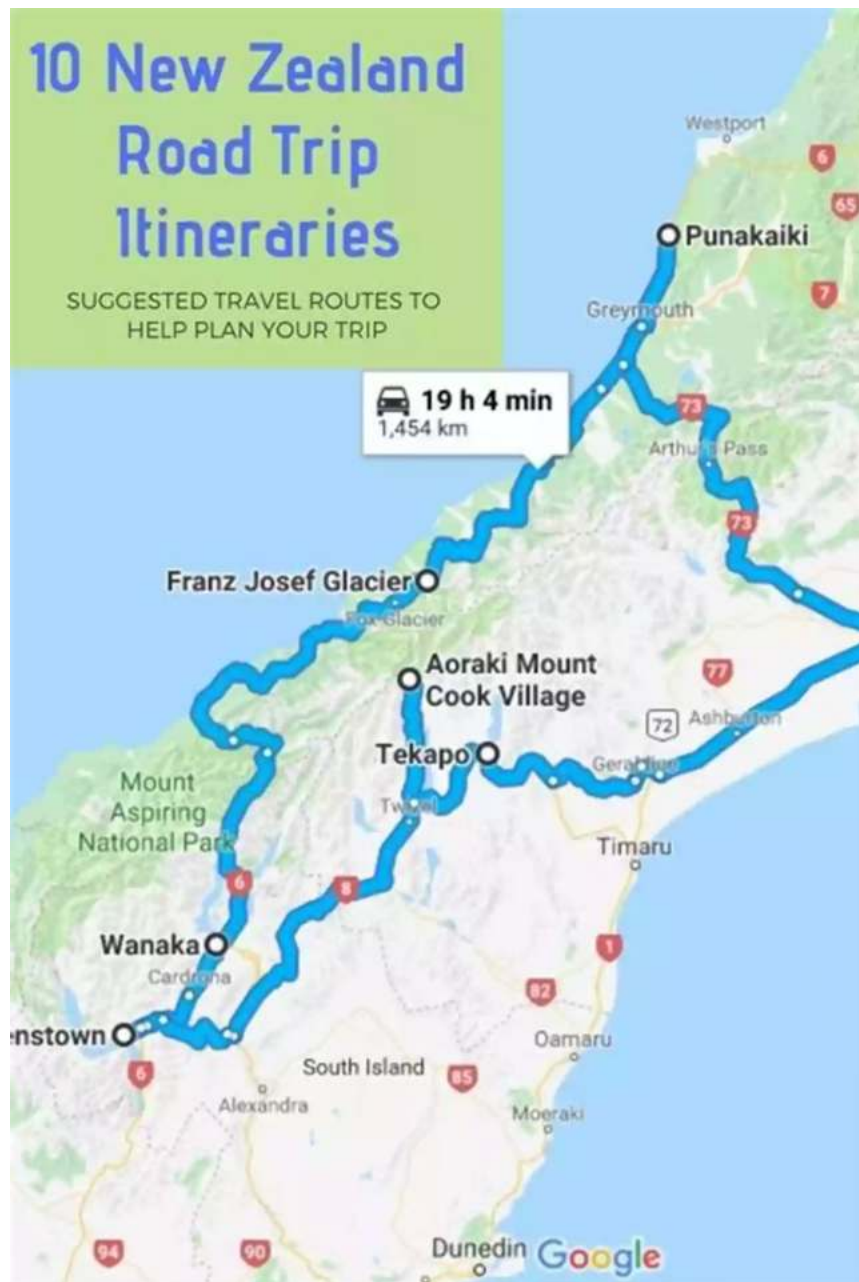 10 New Zealand
Road Trip
Itineraries
SUGGESTED TRAVEL ROUTES TO
HELP PLAN YOUR TRIP
Westport
6
65
Punakaiki
7
Greymouth
19 h 4 min
1,454 km
73
Arthur's Pass
73
Franz Josef Glacier
Fox Glacier
Aoraki Mount
Cook Village
77
72
Ashburton
Tekapo
Geraldine
Mount
Aspiring
National Park
Twizel
Timaru
6
8
Wanaka
1
Cardrona
82
nstown
Oamaru
6
South Island
85
Alexandra
Moeraki
94
90
Dunedin
Google